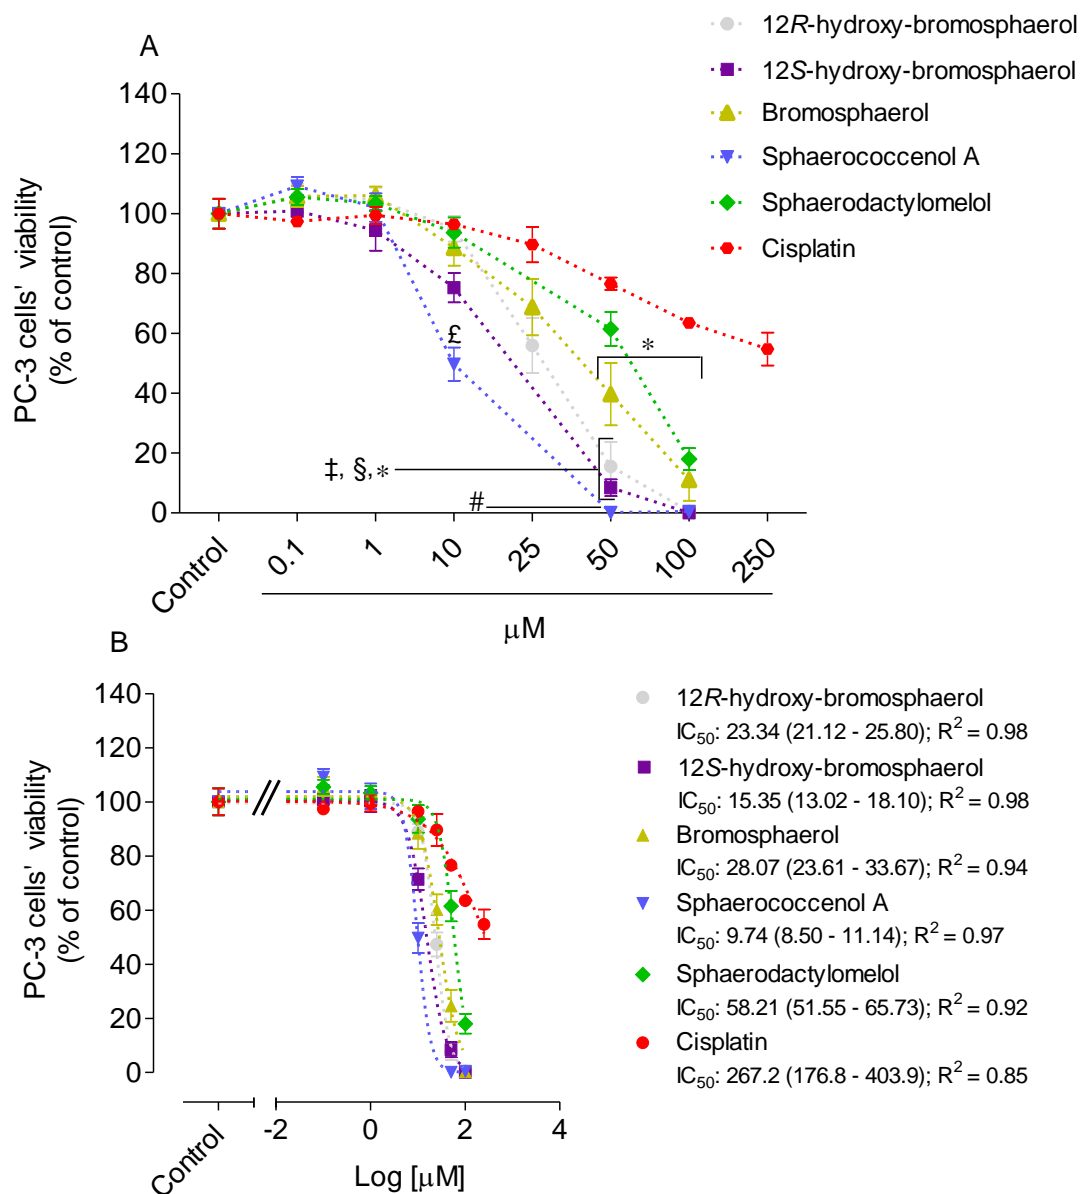 A
12R-hydroxy-bromosphaerol
12S-hydroxy-bromosphaerol
Bromosphaerol
Sphaerococcenol A
Sphaerodactylomelol
Cisplatin
PC-3 cells' viability
(% of control)
140
120
100
80
60
40
20
0
£
*
‡, §,*
#
Control
0.1
1
10
25
50
100
250
μM
B
PC-3 cells' viability
(% of control)
140
120
100
80
60
40
20
0
Control
-2
0
2
4
Log [μM]
12R-hydroxy-bromosphaerol
IC50: 23.34 (21.12 - 25.80); R² = 0.98
12S-hydroxy-bromosphaerol
IC50: 15.35 (13.02 - 18.10); R² = 0.98
Bromosphaerol
IC50: 28.07 (23.61 - 33.67); R² = 0.94
Sphaerococcenol A
IC50: 9.74 (8.50 - 11.14); R² = 0.97
Sphaerodactylomelol
IC50: 58.21 (51.55 - 65.73); R² = 0.92
Cisplatin
IC50: 267.2 (176.8 - 403.9); R² = 0.85